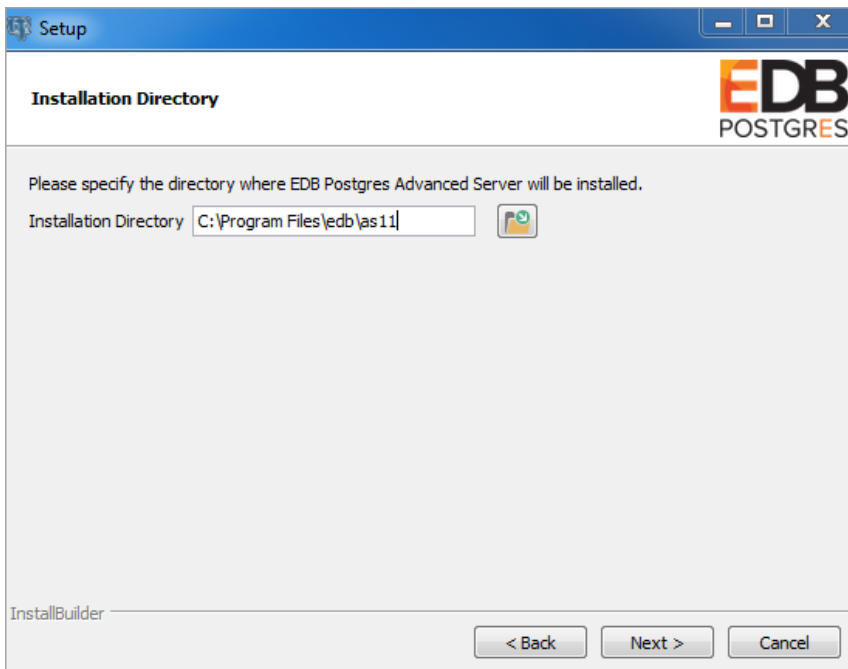 Setup
Installation Directory
EDB
POSTGRES
Please specify the directory where EDB Postgres Advanced Server will be installed.
Installation Directory C:\Program Files\edb\as11
InstallBuilder
< Back Next > Cancel